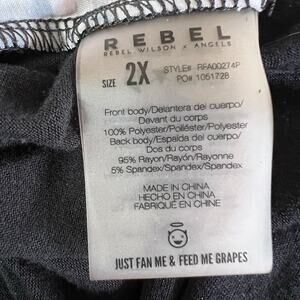 REBEL
REBEL WILSON X ANGELS
SIZE 2X
STYLE# RFA00274P
PO# 105172B
Front body/Delantera del cuerpo/
Devant du corps
100% Polyester/Poliéster/Polyester
Back body/Espalda del cuerpo/
Dos du corps
95% Rayon/Rayón/Rayonne
5% Spandex/Spandex/Spandex
MADE IN CHINA
HECHO EN CHINA
FABRIQUÉ EN CHINE
JUST FAN ME & FEED ME GRAPES